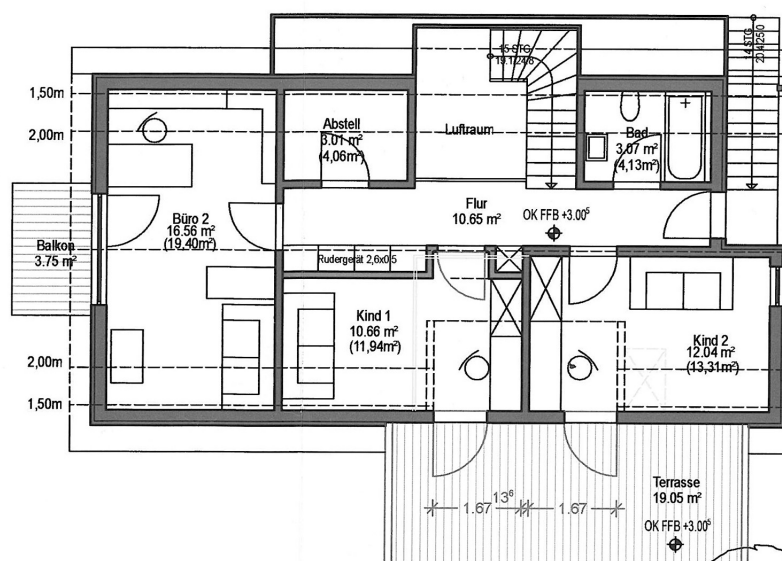 15 STG
19.1/24/8
14 STG
20.4/25/0
1,50m
2,00m
Abstell
3.01 m²
(4,06m²)
Luftraum
Bad
3.07 m²
(4,13m²)
Büro 2
16.56 m²
(19,40m²)
Flur
10.65 m²
OK FFB +3.00⁵
Balkon
3.75 m²
Rudergerät 2,6x0.5
Kind 1
10.66 m²
(11,94m²)
Kind 2
12.04 m²
(13,31m²)
2,00m
1,50m
Terrasse
19.05 m²
OK FFB +3.00⁵
1.67
13⁶
1.67